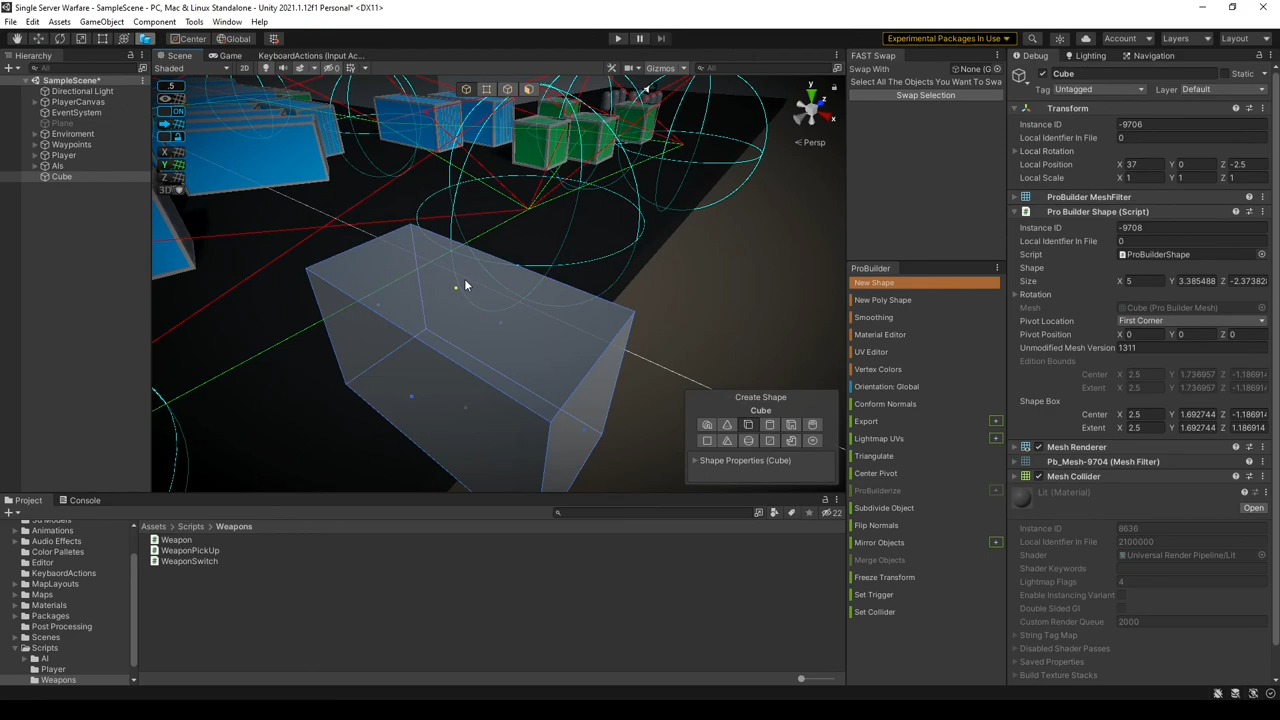 Single Server Warfare - SampleScene - PC, Mac & Linux Standalone - Unity 2021.1.12f1 Personal* <DX11>
File Edit Assets GameObject Component Tools Window Help
Center Global
Experimental Packages In Use
Account Layers Layout
Hierarchy
All
SampleScene*
Directional Light
PlayerCanvas
EventSystem
Plane
Enviroment
Waypoints
Player
AIs
Cube
Scene Game KeyboardActions (Input Ac...
Shaded 2D 0 Gizmos All
.5
ON
X
Y
Z
3D
y
x
z
Persp
Create Shape
Cube
Shape Properties (Cube)
FAST Swap
Swap With None (G
Select All The Objects You Want To Swa
Swap Selection
ProBuilder
New Shape
New Poly Shape
Smoothing
Material Editor
UV Editor
Vertex Colors
Orientation: Global
Conform Normals
Export
Lightmap UVs
Triangulate
Center Pivot
ProBuilderize
Subdivide Object
Flip Normals
Mirror Objects
Merge Objects
Freeze Transform
Set Trigger
Set Collider
Debug Lighting Navigation
Cube Static
Tag Untagged Layer Default
Transform
Instance ID -9706
Local Identifier In File 0
Local Rotation
Local Position X 37 Y 0 Z -2.5
Local Scale X 1 Y 1 Z 1
ProBuilder MeshFilter
Pro Builder Shape (Script)
Instance ID -9708
Local Identifier In File 0
Script ProBuilderShape
Shape
Size X 5 Y 3.385488 Z -2.37382
Rotation
Mesh Cube (Pro Builder Mesh)
Pivot Location First Corner
Pivot Position X 0 Y 0 Z 0
Unmodified Mesh Version 1311
Edition Bounds
Center X 2.5 Y 1.736957 Z -1.18691
Extent X 2.5 Y 1.736957 Z 1.186914
Shape Box
Center X 2.5 Y 1.692744 Z -1.18691
Extent X 2.5 Y 1.692744 Z 1.186914
Mesh Renderer
Pb_Mesh-9704 (Mesh Filter)
Mesh Collider
Lit (Material)
Open
Instance ID 8636
Local Identfier In File 2100000
Shader Universal Render Pipeline/Lit
Shader Keywords
Lightmap Flags 4
Enable Instancing Variant
Double Sided GI
Custom Render Queue 2000
String Tag Map
Disabled Shader Passes
Saved Properties
Build Texture Stacks
Project Console
22
3d Models
Animations
Audio Effects
Color Palletes
Editor
KeybaordActions
MapLayouts
Maps
Materials
Packages
Post Processing
Scenes
Scripts
AI
Player
Weapons
Assets > Scripts > Weapons
Weapon
WeaponPickUp
WeaponSwitch